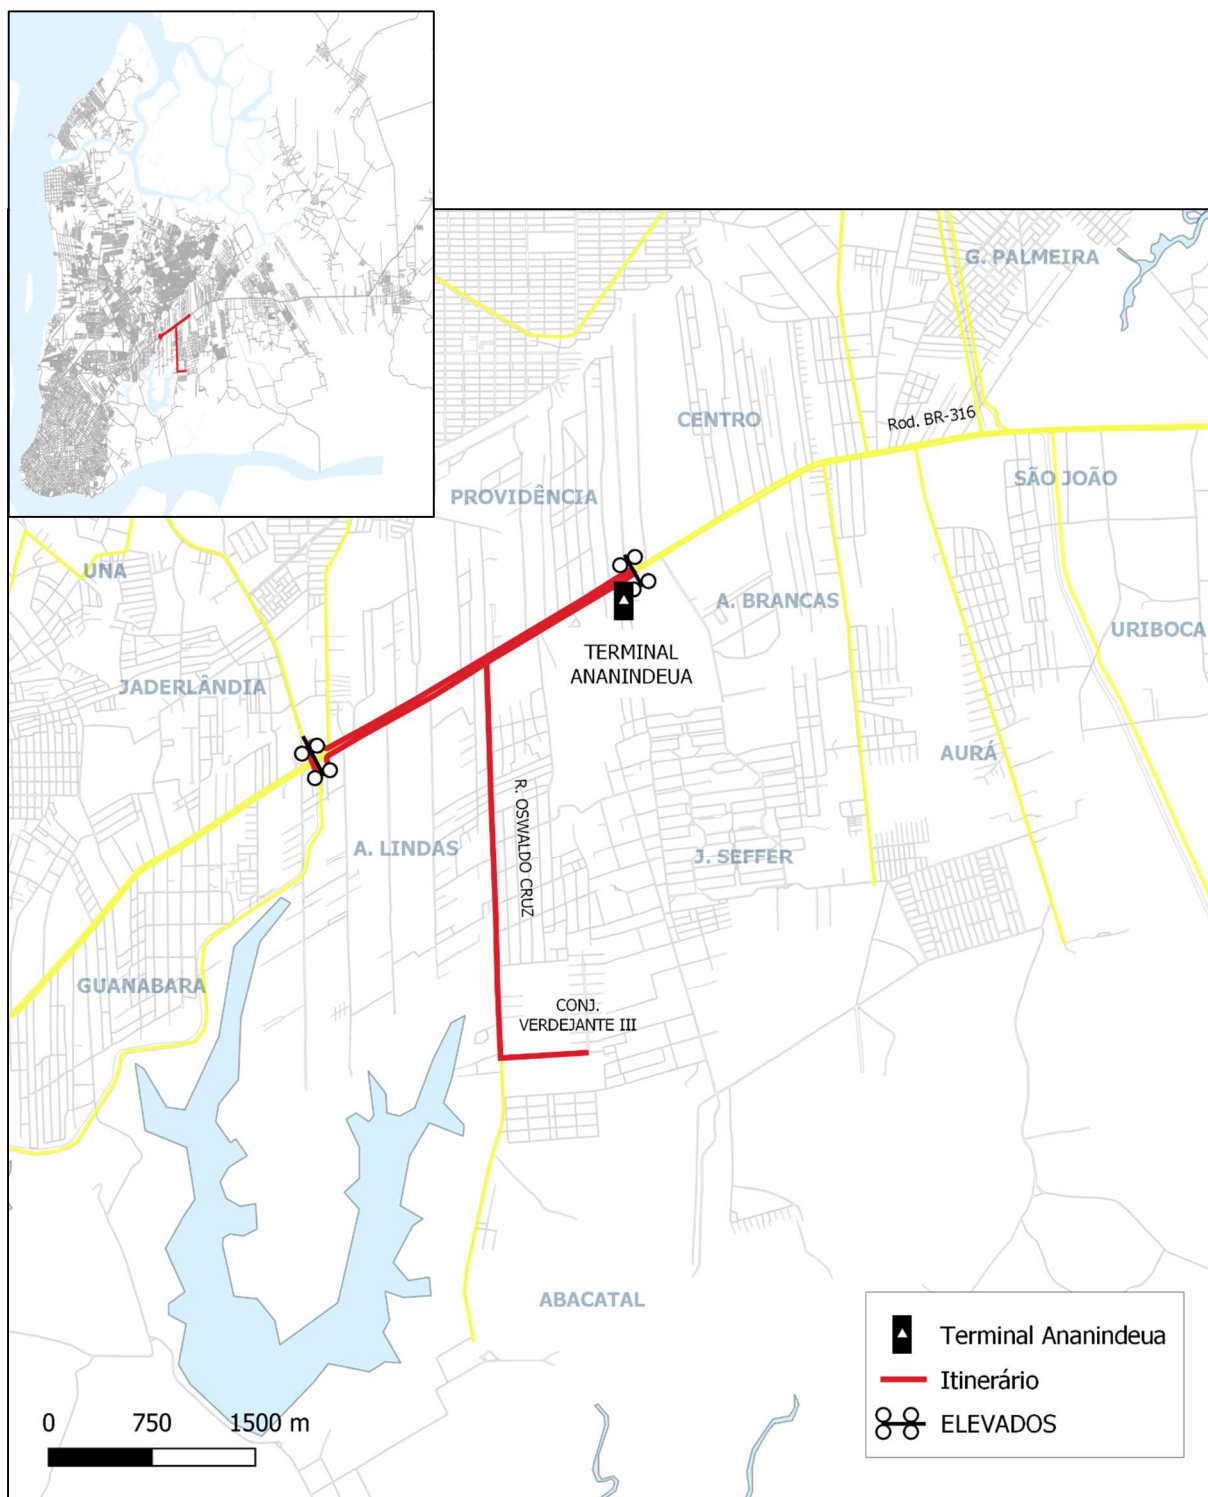 G. PALMEIRA
CENTRO
Rod. BR-316
SÃO JOÃO
PROVIDÊNCIA
UNA
A. BRANCAS
URIBOCA
TERMINAL
ANANINDEUA
JADERLÂNDIA
AURÁ
R. OSWALDO CRUZ
A. LINDAS
J. SEFFER
GUANABARA
CONJ.
VERDEJANTE III
ABACATAL
Terminal Ananindeua
Itinerário
ELEVADOS
0 750 1500 m